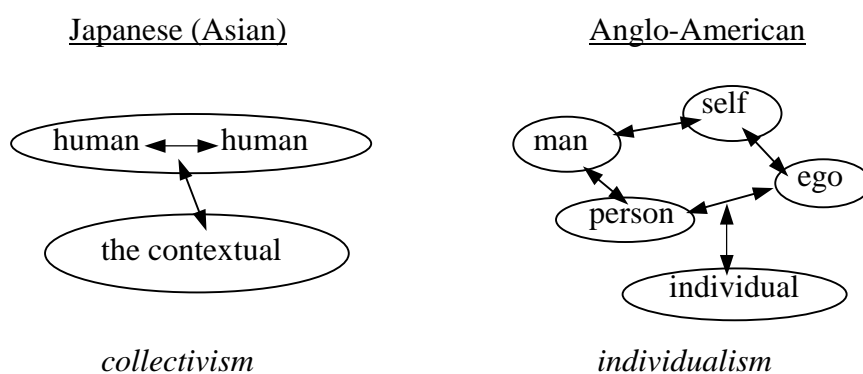 Japanese (Asian)
human human
the contextual
collectivism
Anglo-American
self
man
ego
person
individual
individualism